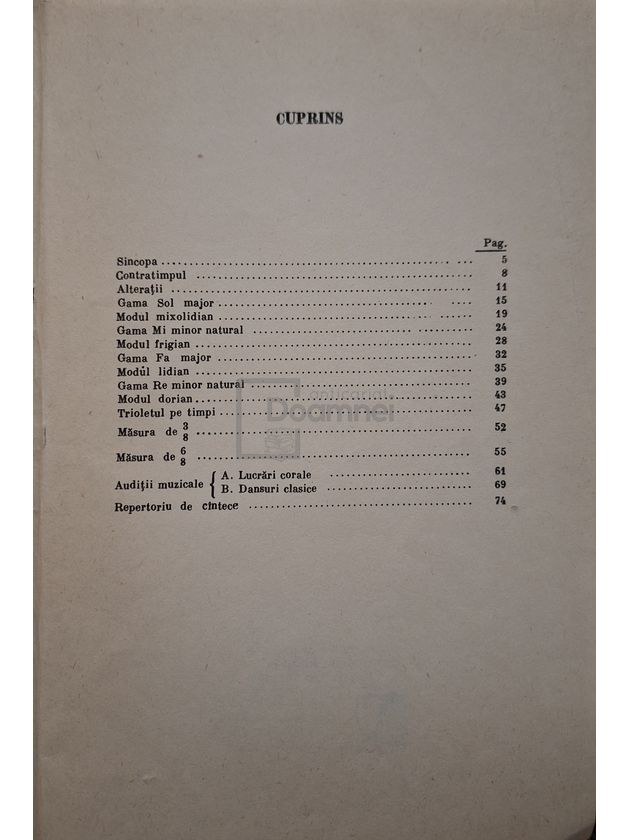 CUPRINS
Pag.
Sincopa 5
Contratimpul 8
Alterații 11
Gama Sol major 15
Modul mixolidian 19
Gama Mi minor natural 24
Modul frigian 28
Gama Fa major 32
Modul lidian 35
Gama Re minor natural 39
Modul dorian 43
Trioletul pe timpi 47
Măsura de 3/8 52
Măsura de 6/8 55
Audiții muzicale { A. Lucrări corale 61
B. Dansuri clasice 69
Repertoriu de cîntece 74
antikariat
Doamnei